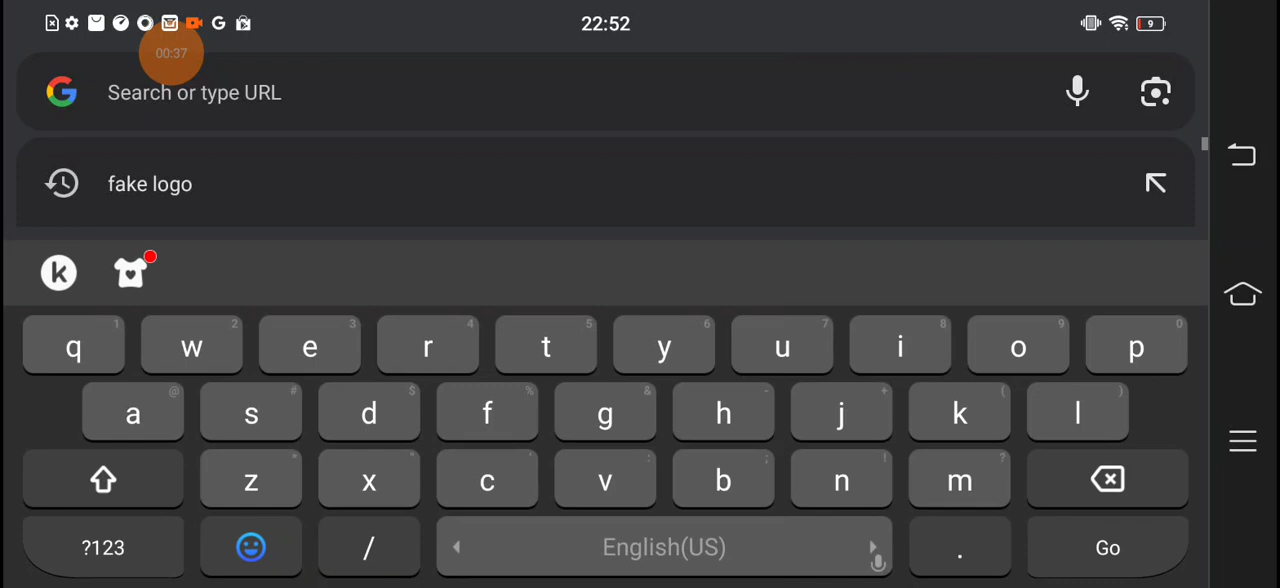 22:52
9
00:37
Search or type URL
fake logo
k
1 2 3 4 5 6 7 8 9 0
q w e r t y u i o p
@ # $ % & - + ( )
a s d f g h j k l
* " ' : ; ! ?
z x c v b n m
?123 / English(US) . Go